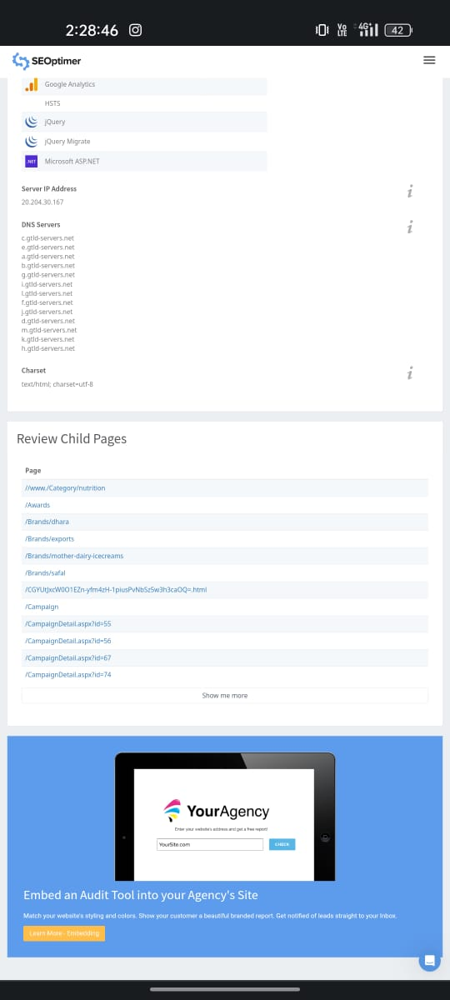 2:28:46
Vo
LTE
4G+
42
SEOptimer
Google Analytics
HSTS
jQuery
jQuery Migrate
.NET
Microsoft ASP.NET
Server IP Address
i
20.204.30.167
DNS Servers
i
c.gtld-servers.net
e.gtld-servers.net
a.gtld-servers.net
b.gtld-servers.net
g.gtld-servers.net
i.gtld-servers.net
l.gtld-servers.net
f.gtld-servers.net
j.gtld-servers.net
d.gtld-servers.net
m.gtld-servers.net
k.gtld-servers.net
h.gtld-servers.net
Charset
i
text/html; charset=utf-8
Review Child Pages
Page
//www./Category/nutrition
/Awards
/Brands/dhara
/Brands/exports
/Brands/mother-dairy-icecreams
/Brands/safal
/Campaign
/CampaignDetail.aspx?id=55
/CampaignDetail.aspx?id=56
/CampaignDetail.aspx?id=67
/CampaignDetail.aspx?id=74
Show me more
YourAgency
Enter your website's address and get a free report!
YourSite.com
CHECK
Embed an Audit Tool into your Agency's Site
Match your website's styling and colors. Show your customer a beautiful branded report. Get notified of leads straight to your Inbox.
Learn More - Embedding